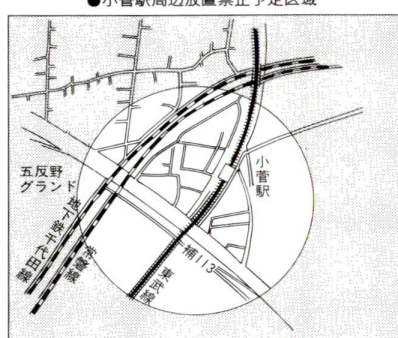 ●小菅駅周辺放置禁止予定区域
小菅駅
五反野
グランド
地下鉄千代田線
常磐線
東武線
補113